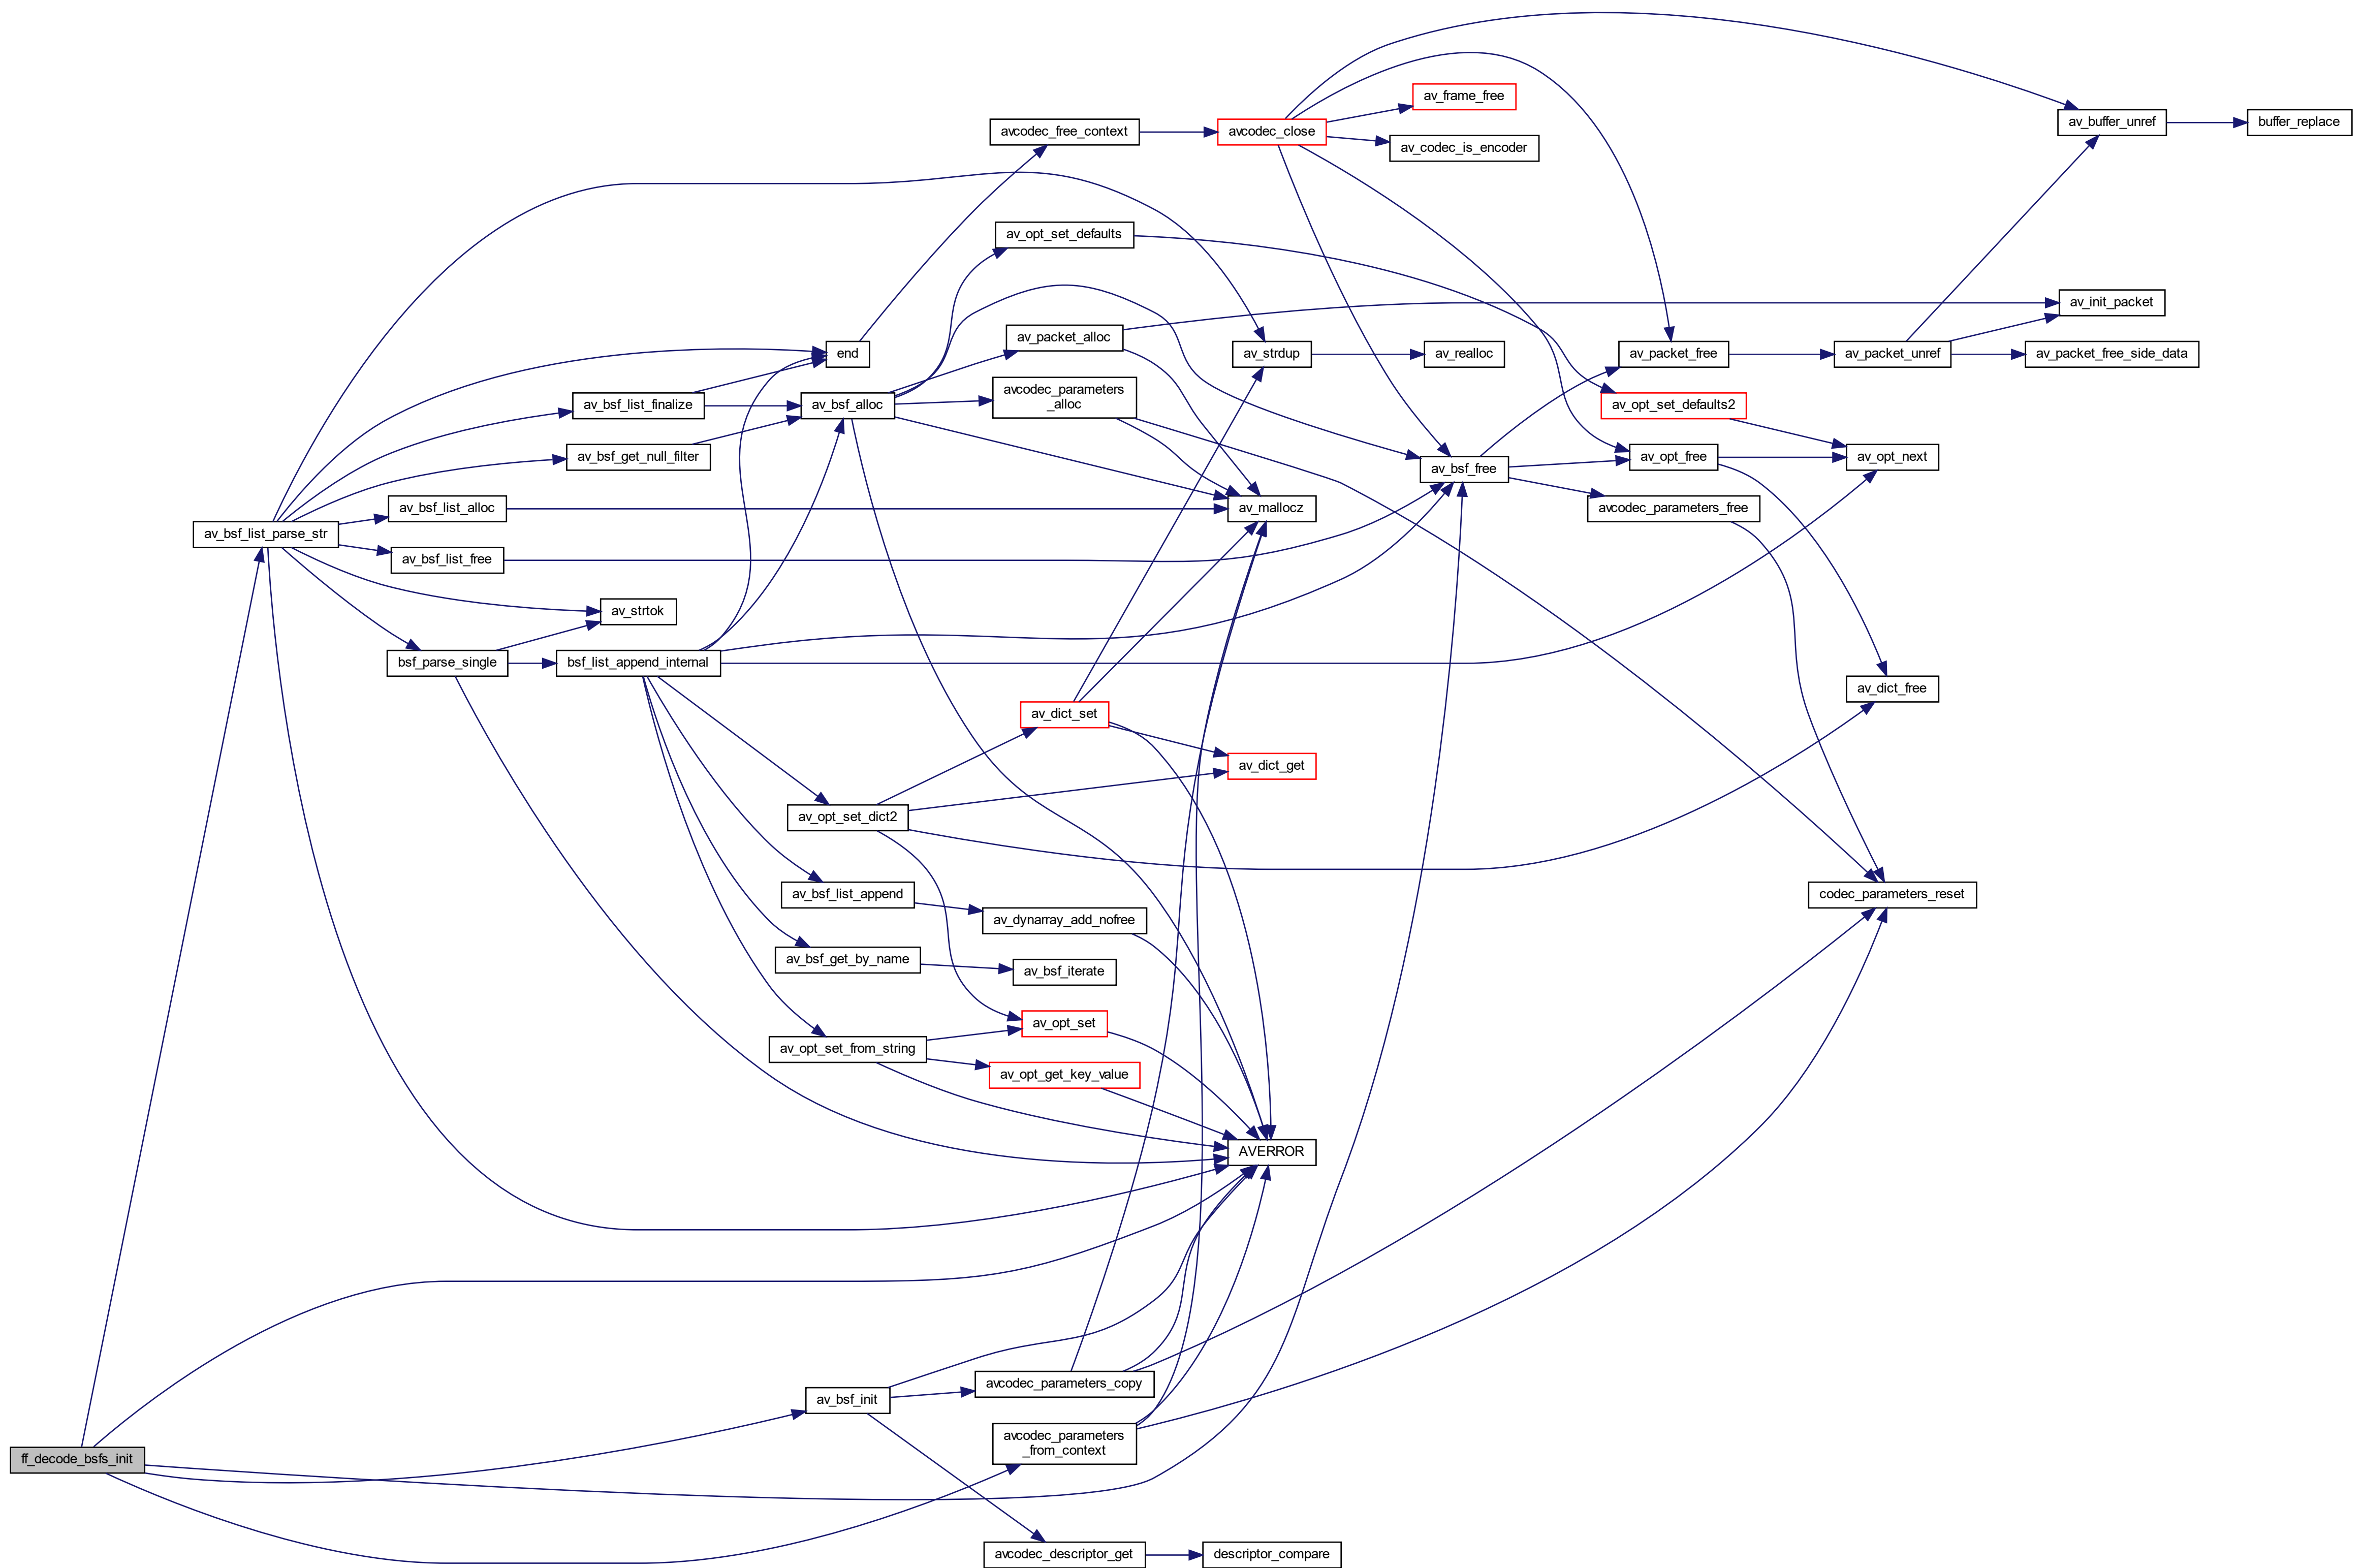 avcodec_free_context
avcodec_close
av_frame_free
av_codec_is_encoder
av_buffer_unref
buffer_replace
av_opt_set_defaults
av_init_packet
end
av_packet_alloc
av_strdup
av_realloc
av_packet_free
av_packet_unref
av_packet_free_side_data
av_bsf_list_finalize
av_bsf_alloc
avcodec_parameters
_alloc
av_opt_set_defaults2
av_bsf_get_null_filter
av_bsf_free
av_opt_free
av_opt_next
av_bsf_list_parse_str
av_bsf_list_alloc
av_mallocz
avcodec_parameters_free
av_bsf_list_free
av_strtok
bsf_parse_single
bsf_list_append_internal
av_dict_free
av_dict_set
av_dict_get
av_opt_set_dict2
av_bsf_list_append
av_dynarray_add_nofree
codec_parameters_reset
av_bsf_get_by_name
av_bsf_iterate
av_opt_set_from_string
av_opt_set
av_opt_get_key_value
AVERROR
av_bsf_init
avcodec_parameters_copy
ff_decode_bsfs_init
avcodec_parameters
_from_context
avcodec_descriptor_get
descriptor_compare